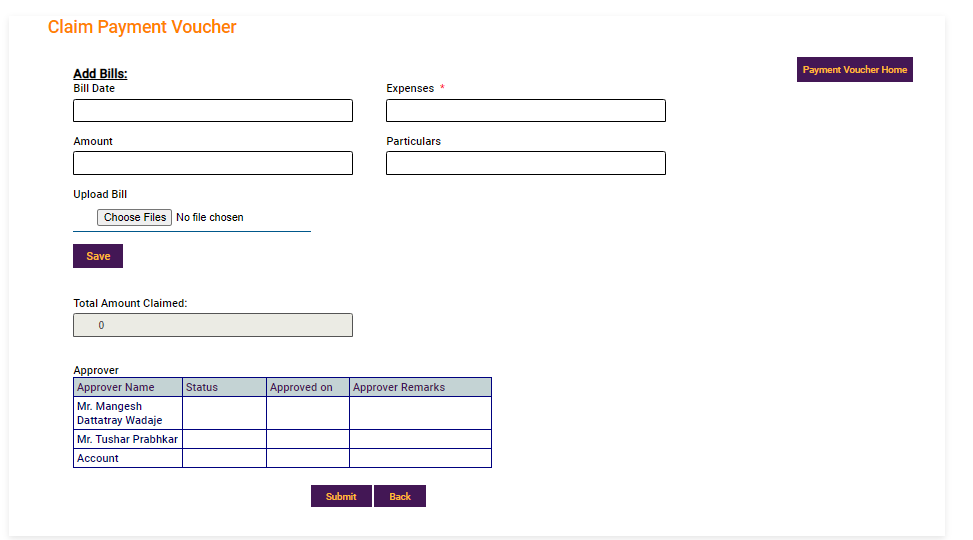 Claim Payment Voucher
Payment Voucher Home
Add Bills:
Bill Date
Expenses *
Amount
Particulars
Upload Bill
Choose Files No file chosen
Save
Total Amount Claimed:
0
Approver
Approver Name Status Approved on Approver Remarks
Mr. Mangesh
Dattatray Wadaje
Mr. Tushar Prabhkar
Account
Submit Back